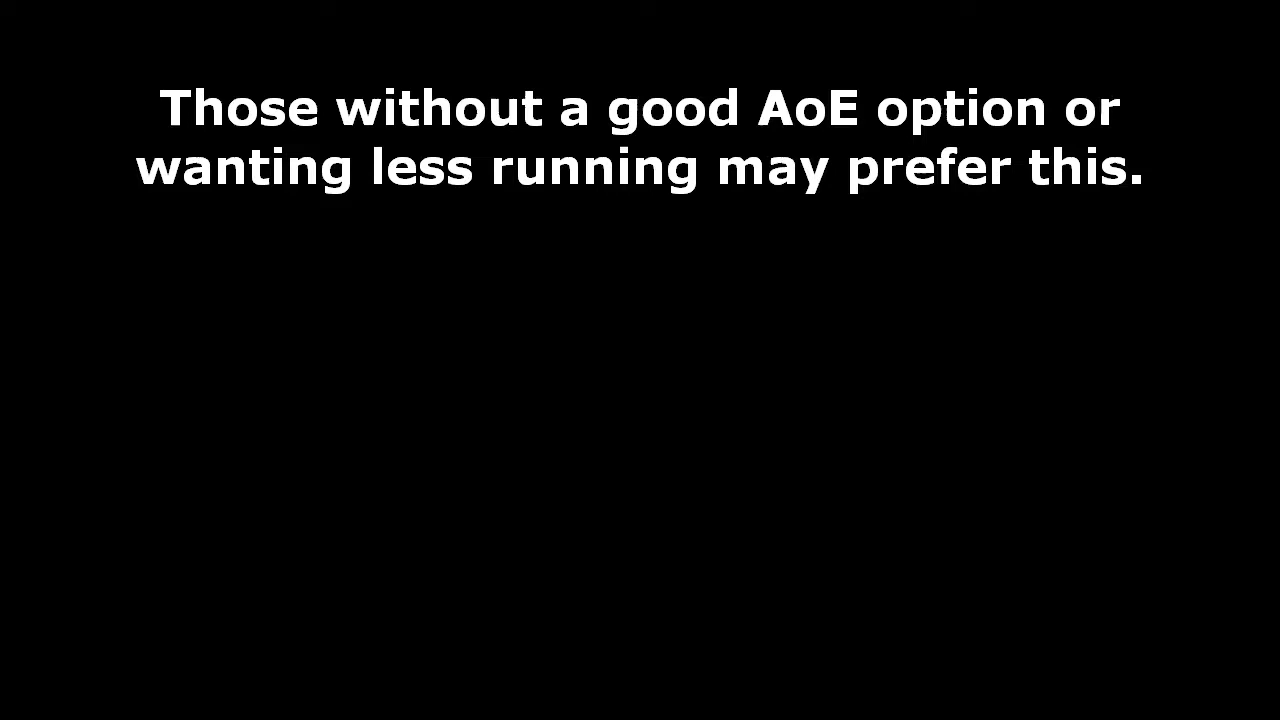 Those without a good AoE option or
wanting less running may prefer this.